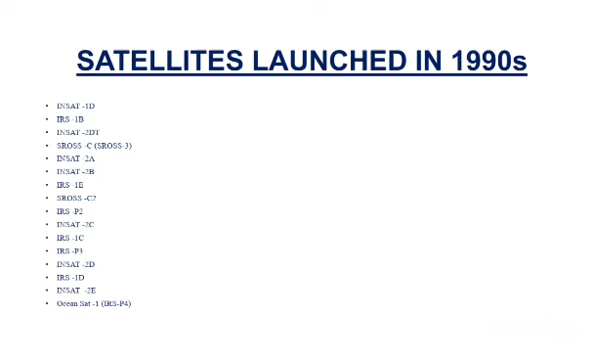 SATELLITES LAUNCHED IN 1990s
• INSAT -1D
• IRS -1B
• INSAT -2DT
• SROSS -C (SROSS-3)
• INSAT -2A
• INSAT -2B
• IRS -1E
• SROSS -C2
• IRS -P2
• INSAT -2C
• IRS -1C
• IRS -P3
• INSAT -2D
• IRS -1D
• INSAT -2E
• Ocean Sat -1 (IRS-P4)